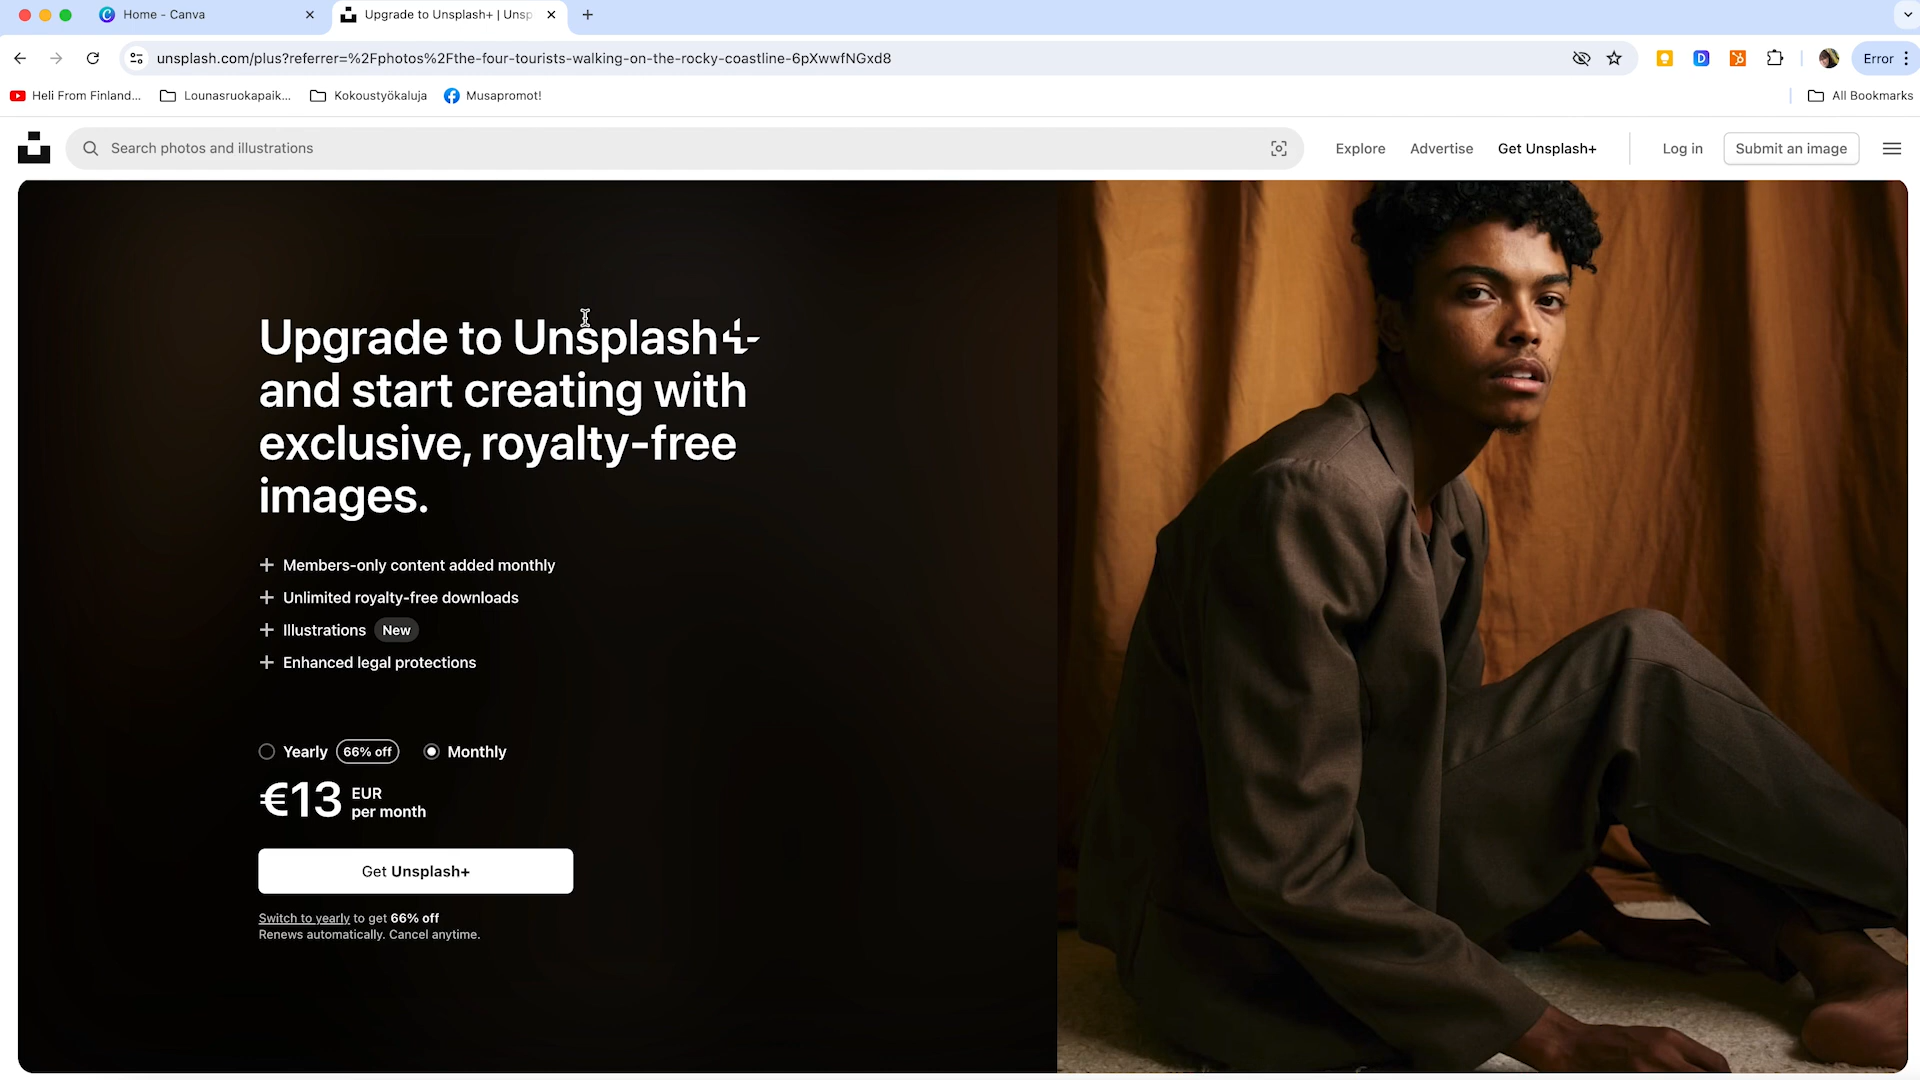 Home - Canva
Upgrade to Unsplash+ | Unsp
unsplash.com/plus?referrer=%2Fphotos%2Fthe-four-tourists-walking-on-the-rocky-coastline-6pXwwfNGxd8
Error
Heli From Finland...
Lounasruokapaik...
Kokoustyökaluja
Musapromot!
All Bookmarks
Search photos and illustrations
Explore
Advertise
Get Unsplash+
Log in
Submit an image
Upgrade to Unsplash+
and start creating with
exclusive, royalty-free
images.
Members-only content added monthly
Unlimited royalty-free downloads
Illustrations New
Enhanced legal protections
Yearly 66% off Monthly
€13 EUR
per month
Get Unsplash+
Switch to yearly to get 66% off
Renews automatically. Cancel anytime.